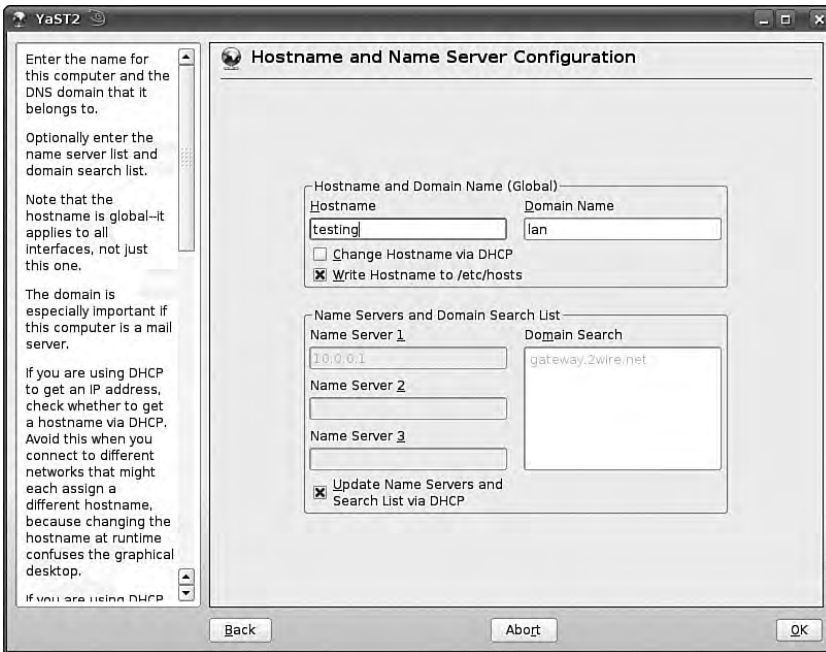 YaST2
Enter the name for
this computer and the
DNS domain that it
belongs to.
Optionally enter the
name server list and
domain search list.
Note that the
hostname is global--it
applies to all
interfaces, not just
this one.
The domain is
especially important if
this computer is a mail
server.
If you are using DHCP
to get an IP address,
check whether to get
a hostname via DHCP.
Avoid this when you
connect to different
networks that might
each assign a
different hostname,
because changing the
hostname at runtime
confuses the graphical
desktop.
If you are using DHCP
Hostname and Name Server Configuration
Hostname and Domain Name (Global)
Hostname
Domain Name
testing
lan
Change Hostname via DHCP
Write Hostname to /etc/hosts
Name Servers and Domain Search List
Name Server 1
Domain Search
10.0.0.1
gateway.2wire.net
Name Server 2
Name Server 3
Update Name Servers and
Search List via DHCP
Back
Abort
OK